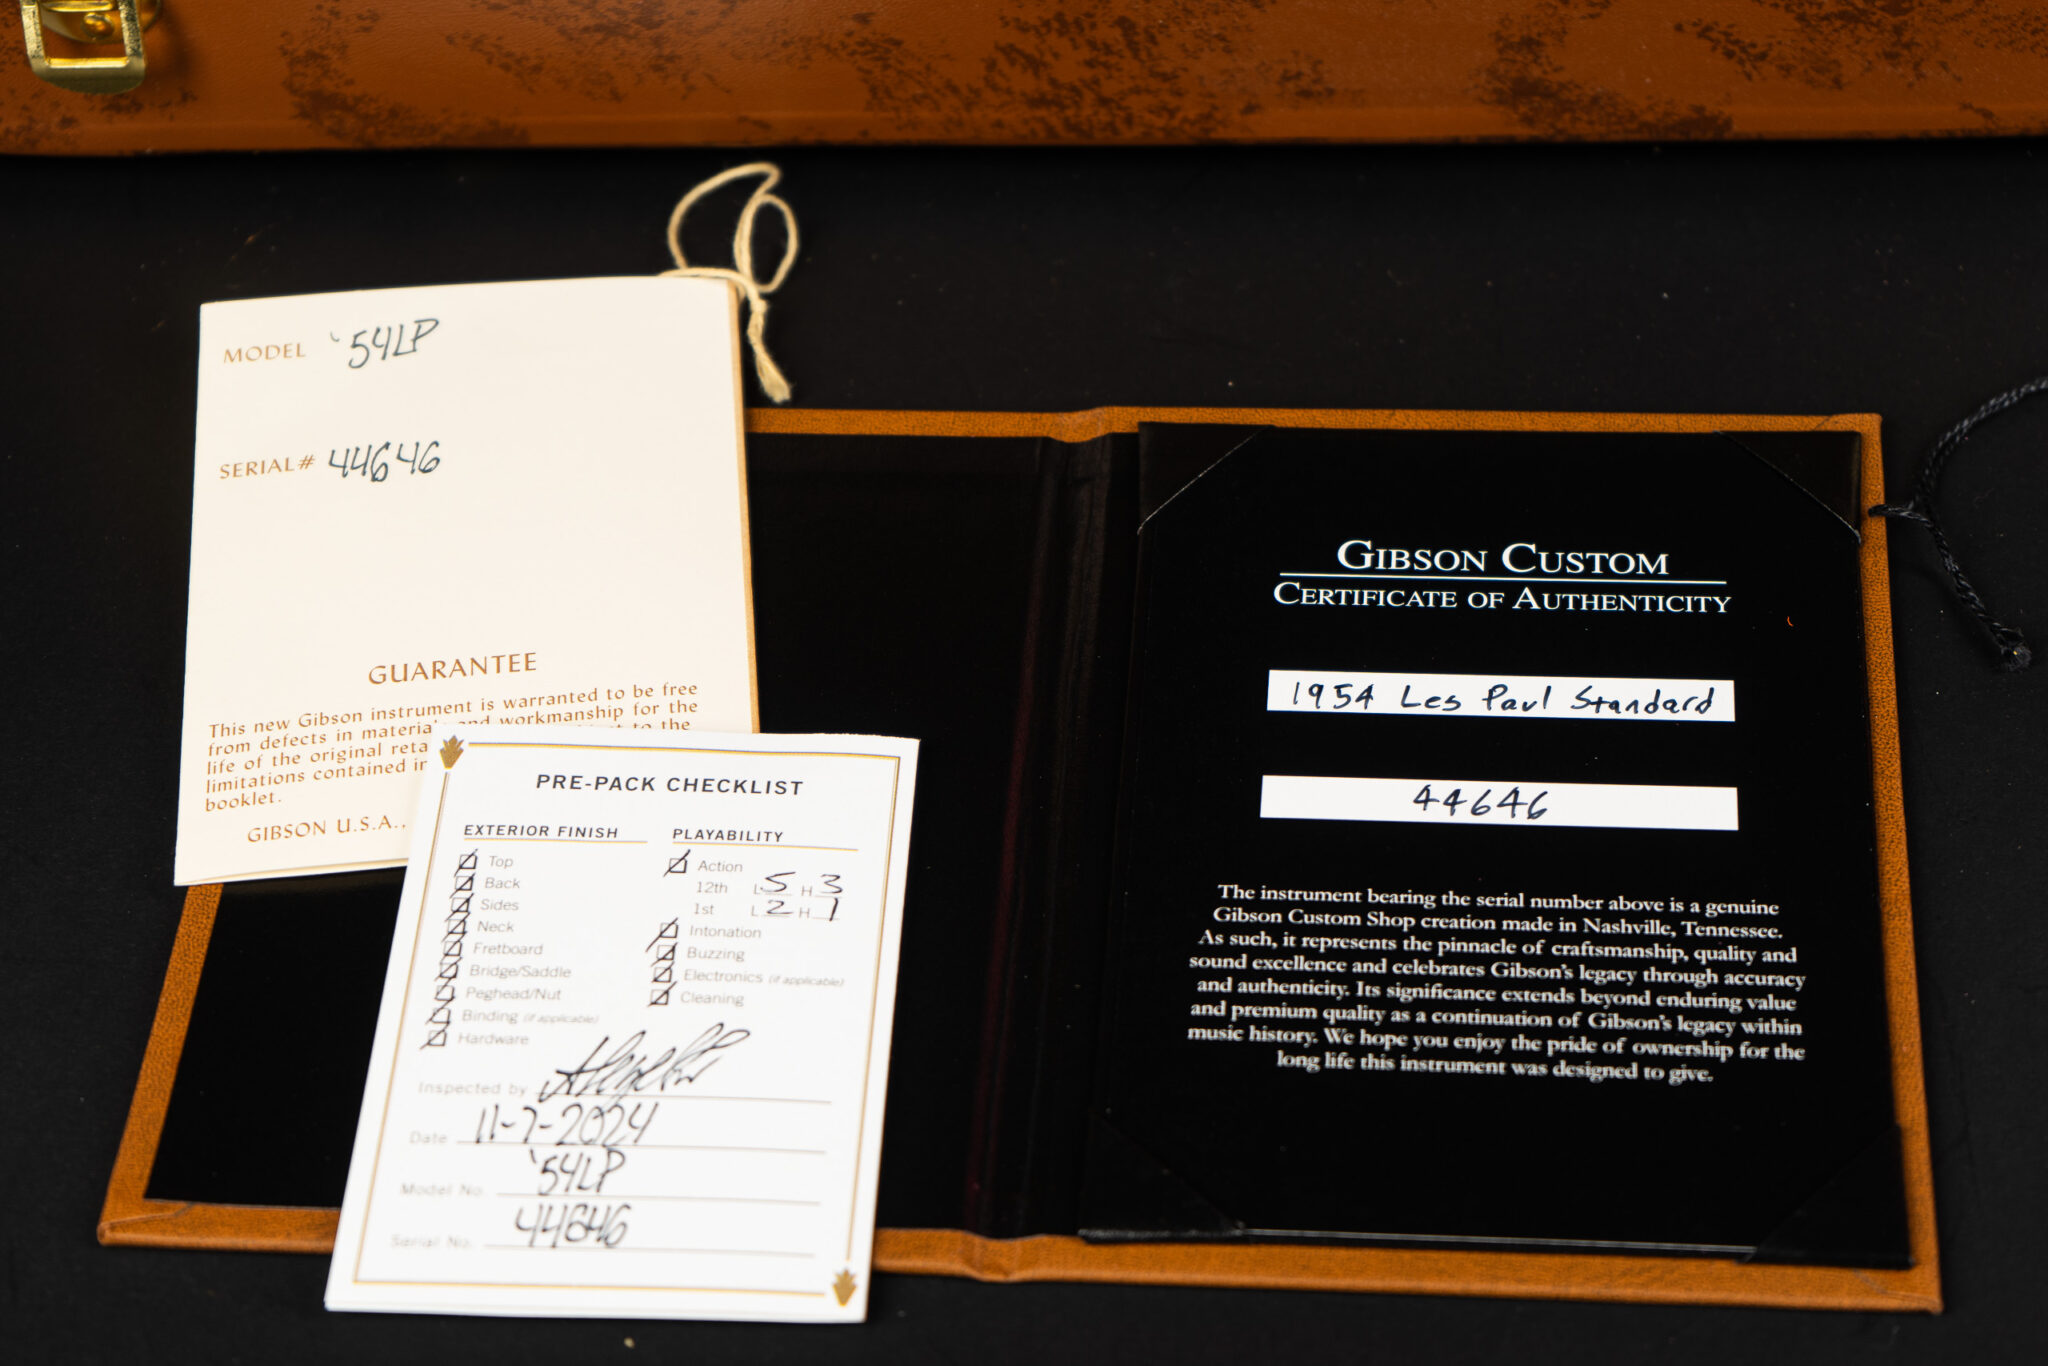 MODEL '54LP
SERIAL# 44646
GUARANTEE
This new Gibson instrument is warranted to be free
from defects in material and workmanship for the
life of the original reta to the
limitations contained in
booklet.
GIBSON U.S.A.,
PRE-PACK CHECKLIST
EXTERIOR FINISH
Top
Back
Sides
Neck
Fretboard
Bridge/Saddle
Peghead/Nut
Binding (if applicable)
Hardware
PLAYABILITY
Action
12th L .5 H 3
1st L 2 H 1
Intonation
Buzzing
Electronics (if applicable)
Cleaning
Inspected by
Date 11-7-2024
Model No. '54LP
Serial No. 44646
GIBSON CUSTOM
CERTIFICATE OF AUTHENTICITY
1954 Les Paul Standard
44646
The instrument bearing the serial number above is a genuine
Gibson Custom Shop creation made in Nashville, Tennessee.
As such, it represents the pinnacle of craftsmanship, quality and
sound excellence and celebrates Gibson's legacy through accuracy
and authenticity. Its significance extends beyond enduring value
and premium quality as a continuation of Gibson's legacy within
music history. We hope you enjoy the pride of ownership for the
long life this instrument was designed to give.